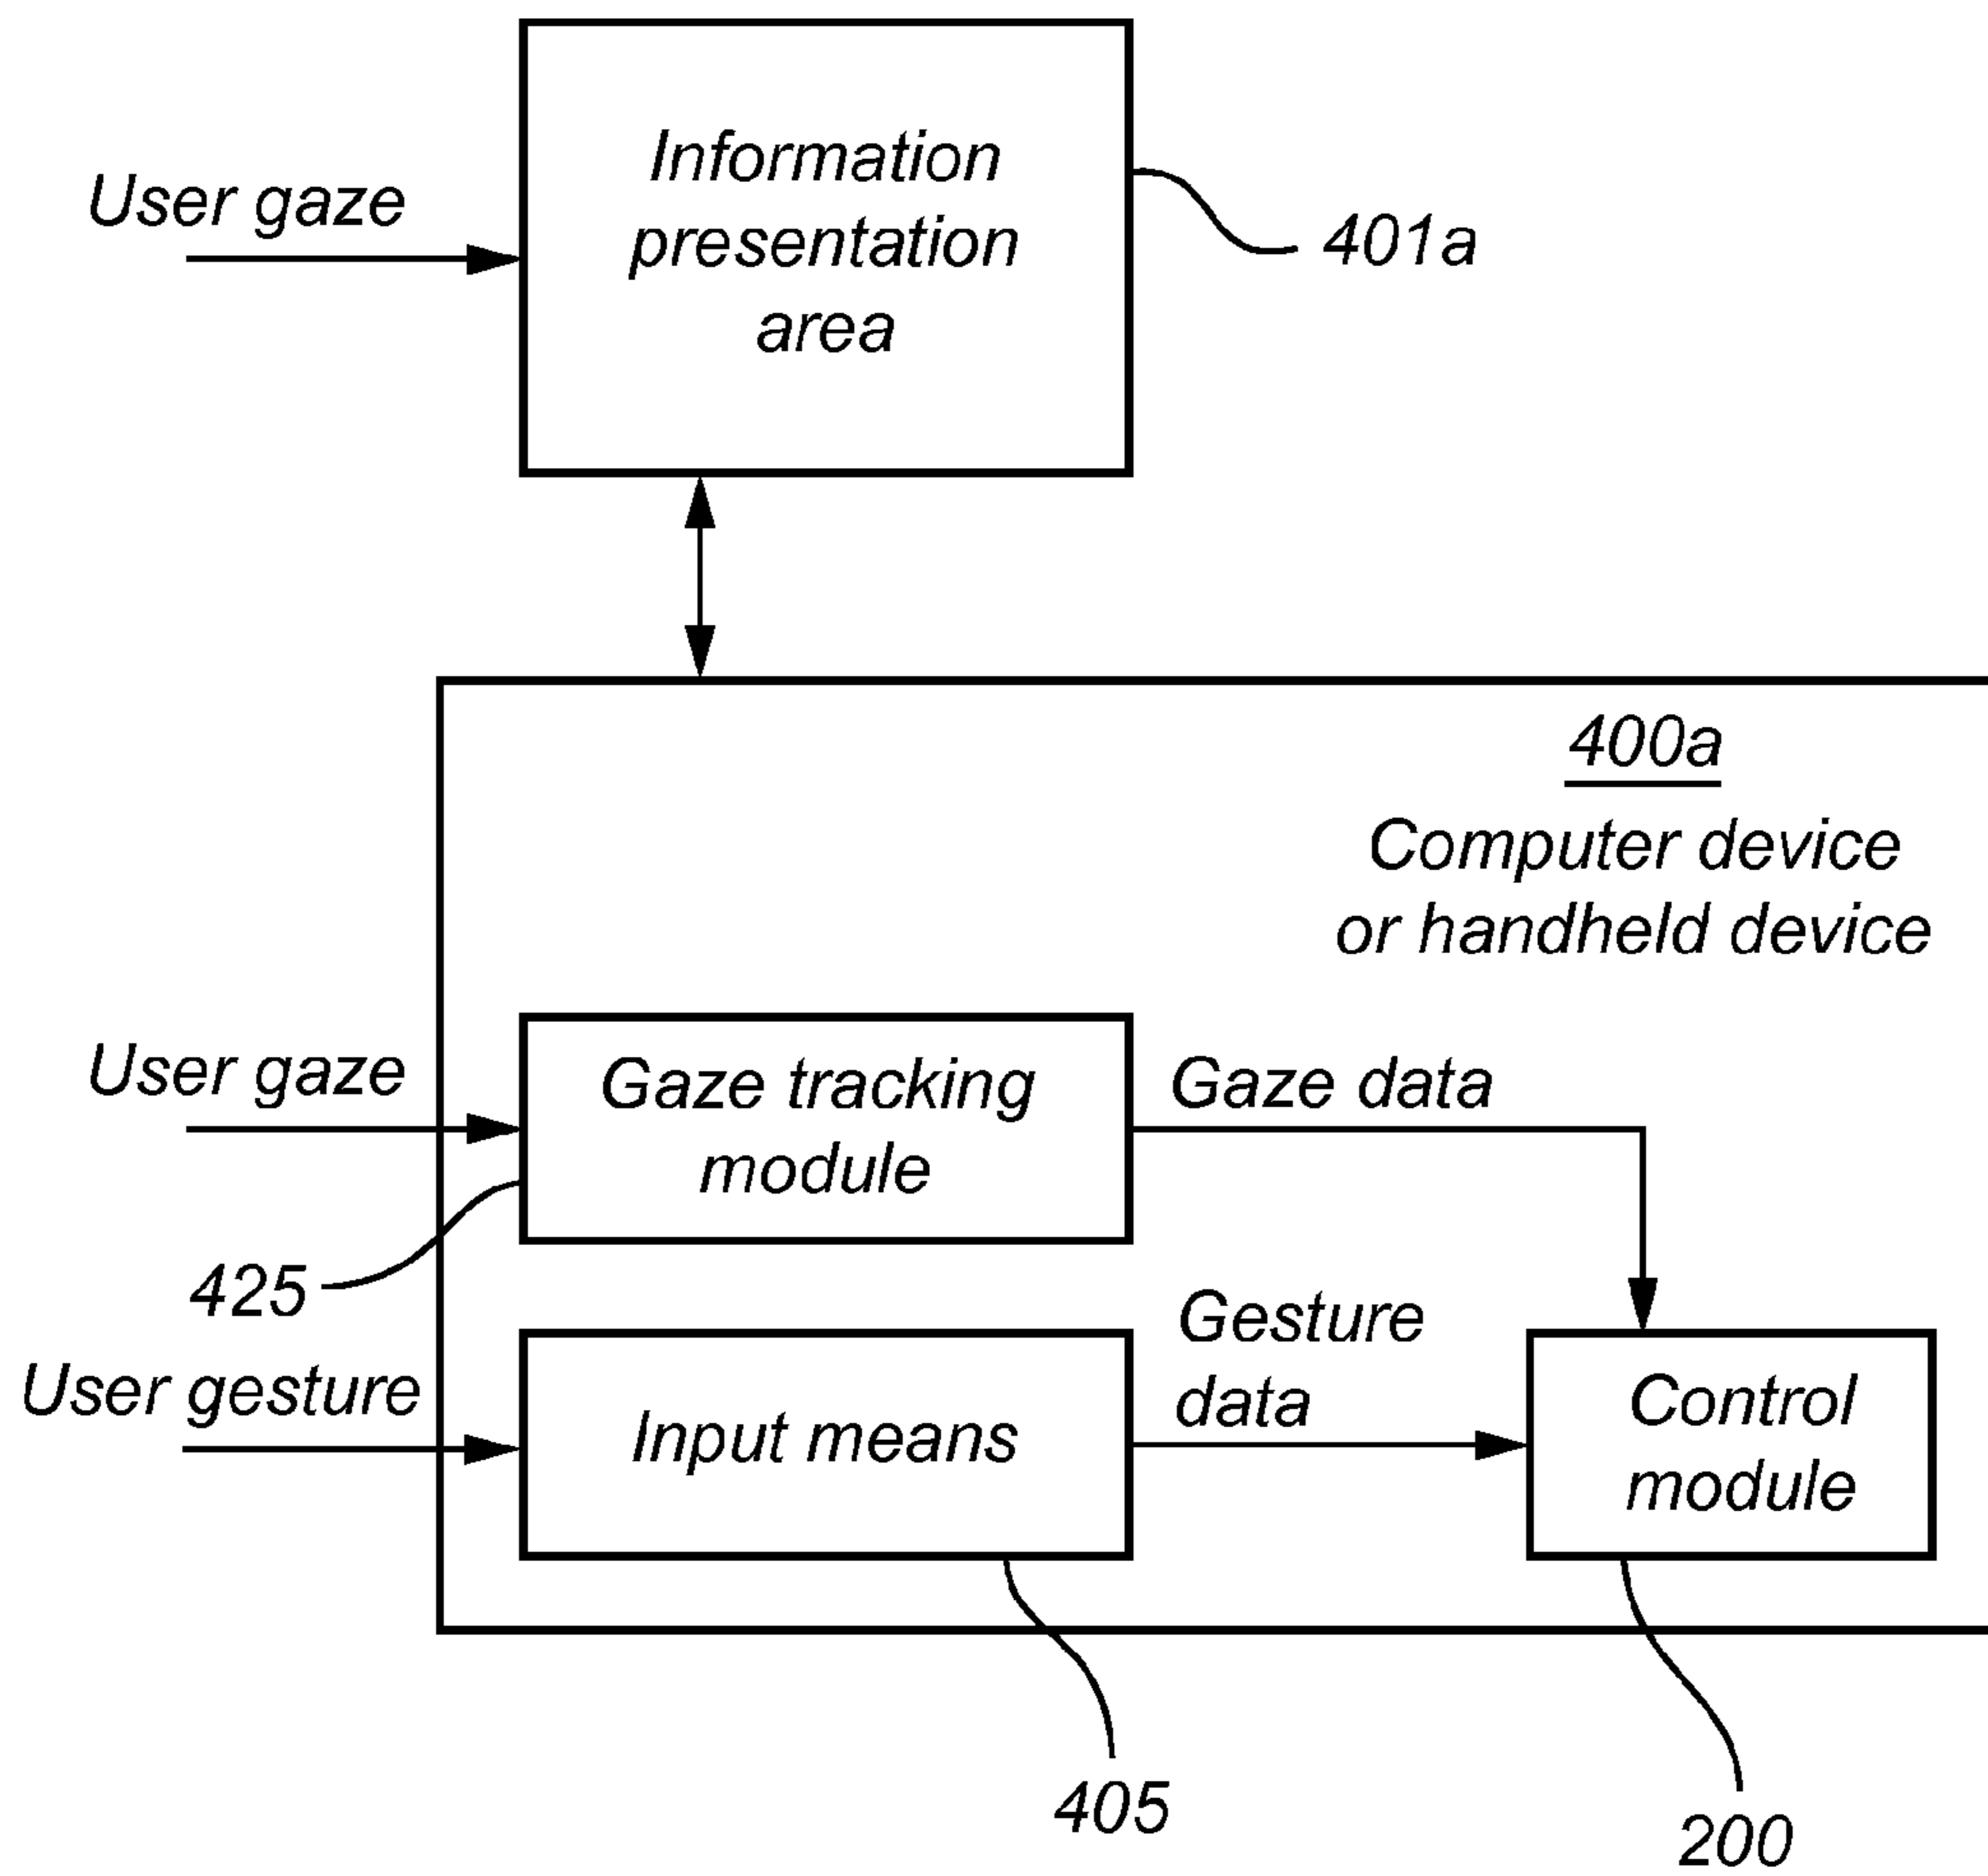 Information
presentation
area
User gaze
401a
400a
Computer device
or handheld device
User gaze
Gaze tracking
module
Gaze data
425
User gesture
Input means
Gesture
data
Control
module
405
200